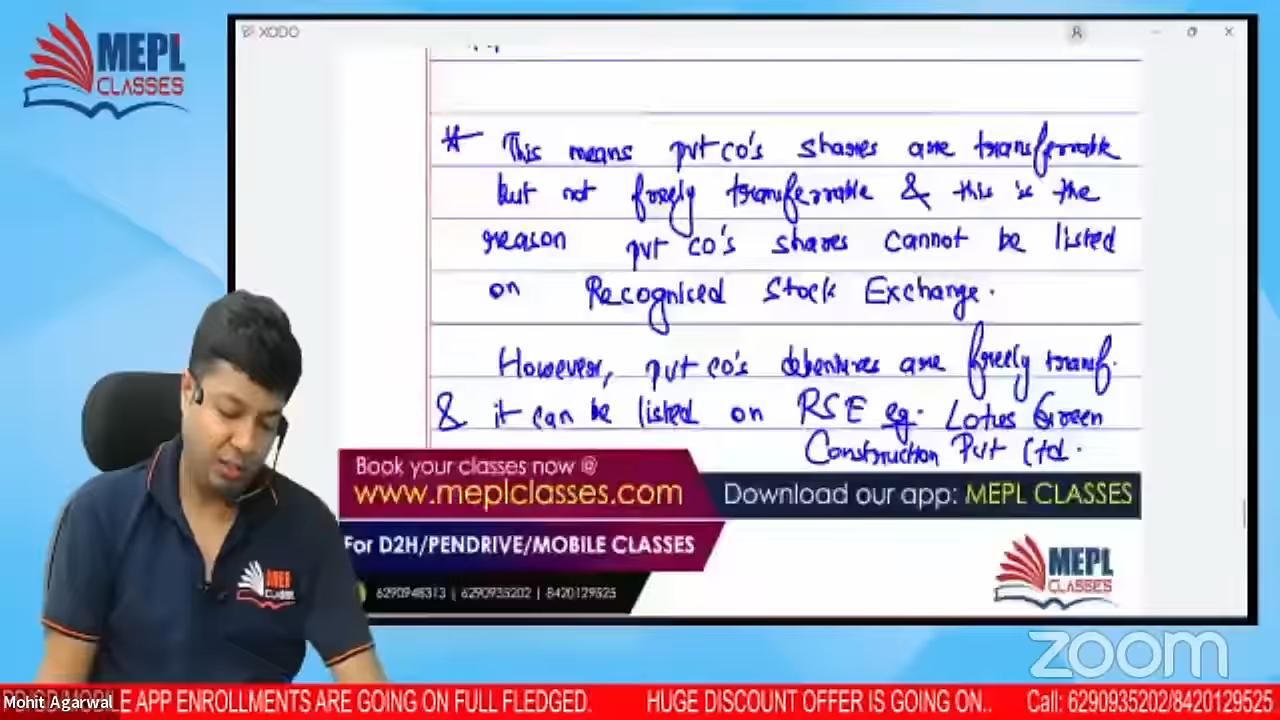 MEPL
CLASSES
XODO
* This means pvt co's shares are transferrable
but not freely transferrable & this is the
reason pvt co's shares cannot be listed
on Recognised Stock Exchange.
However, pvt co's debentures are freely transf.
& it can be listed on RSE eg. Lotus Green
Construction Pvt Ltd.
Book your classes now @
www.meplclasses.com
Download our app: MEPL CLASSES
For D2H/PENDRIVE/MOBILE CLASSES
6290948313 | 6290935202 | 8420129525
MEPL
CLASSES
MEPL
CLASSES
zoom
Mohit Agarwal
E APP ENROLLMENTS ARE GOING ON FULL FLEDGED. HUGE DISCOUNT OFFER IS GOING ON.. Call: 6290935202/8420129525